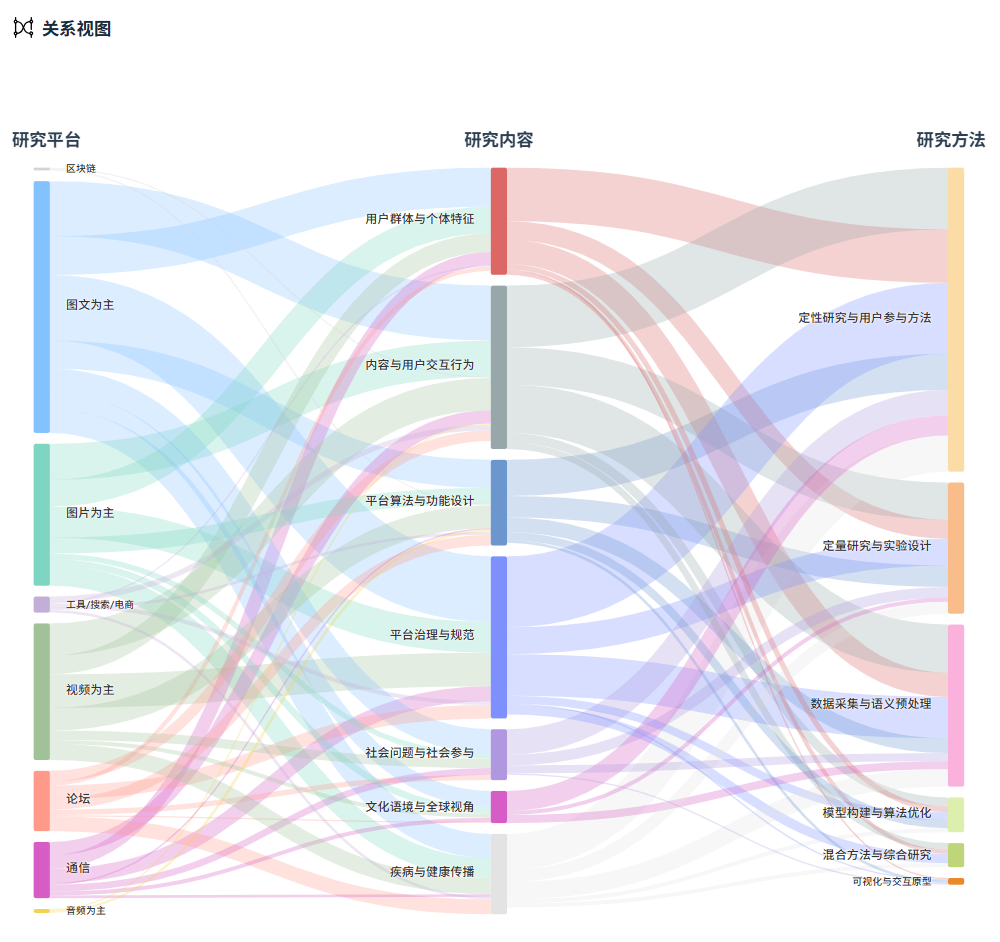 关系视图
研究平台
研究内容
研究方法
区块链
图文为主
图片为主
工具/搜索/电商
视频为主
论坛
通信
音频为主
用户群体与个体特征
内容与用户交互行为
平台算法与功能设计
平台治理与规范
社会问题与社会参与
文化语境与全球视角
疾病与健康传播
定性研究与用户参与方法
定量研究与实验设计
数据采集与语义预处理
模型构建与算法优化
混合方法与综合研究
可视化与交互原型